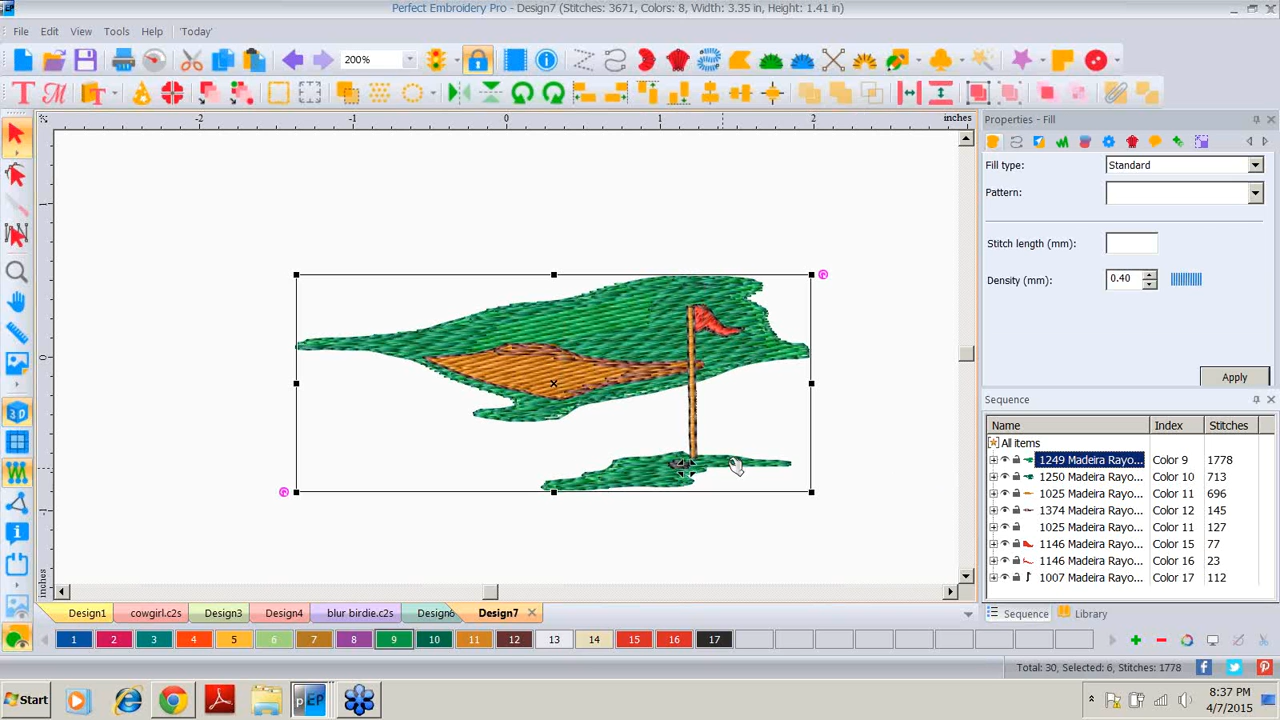 Perfect Embroidery Pro - Design7 (Stitches: 3671, Colors: 8, Width: 3.35 in, Height: 1.41 in)
File Edit View Tools Help 'Today'
200%
-2 -1 0 1 2 inches
0
inches
Properties - Fill
Fill type: Standard
Pattern:
Stitch length (mm):
Density (mm): 0.40
Apply
Sequence
Name Index Stitches
All items
1249 Madeira Rayo... Color 9 1778
1250 Madeira Rayo... Color 10 713
1025 Madeira Rayo... Color 11 696
1374 Madeira Rayo... Color 12 145
1025 Madeira Rayo... Color 11 127
1146 Madeira Rayo... Color 15 77
1146 Madeira Rayo... Color 16 23
1007 Madeira Rayo... Color 17 112
Sequence Library
Design1 cowgirl.c2s Design3 Design4 blur birdie.c2s Design6 Design7
1 2 3 4 5 6 7 8 9 10 11 12 13 14 15 16 17
Total: 30, Selected: 6, Stitches: 1778
Start pEP
8:37 PM
4/7/2015